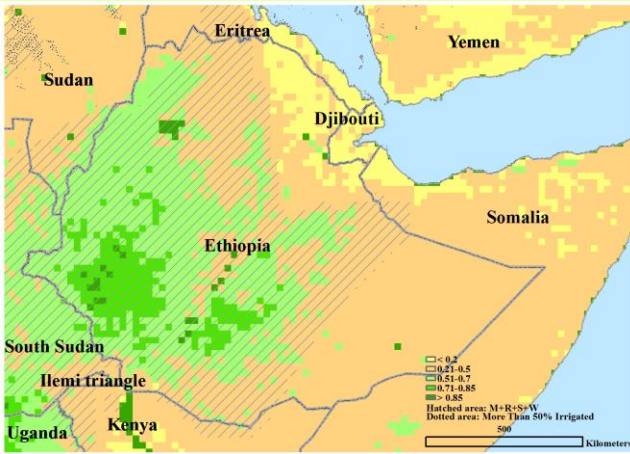 Eritrea
Yemen
Sudan
Djibouti
Somalia
Ethiopia
South Sudan
Ilemi triangle
Kenya
Uganda
< 0.2
0.21-0.5
0.51-0.7
0.71-0.85
> 0.85
Hatched area: M+R+S+W
Dotted area: More Than 50% Irrigated
500
Kilometers